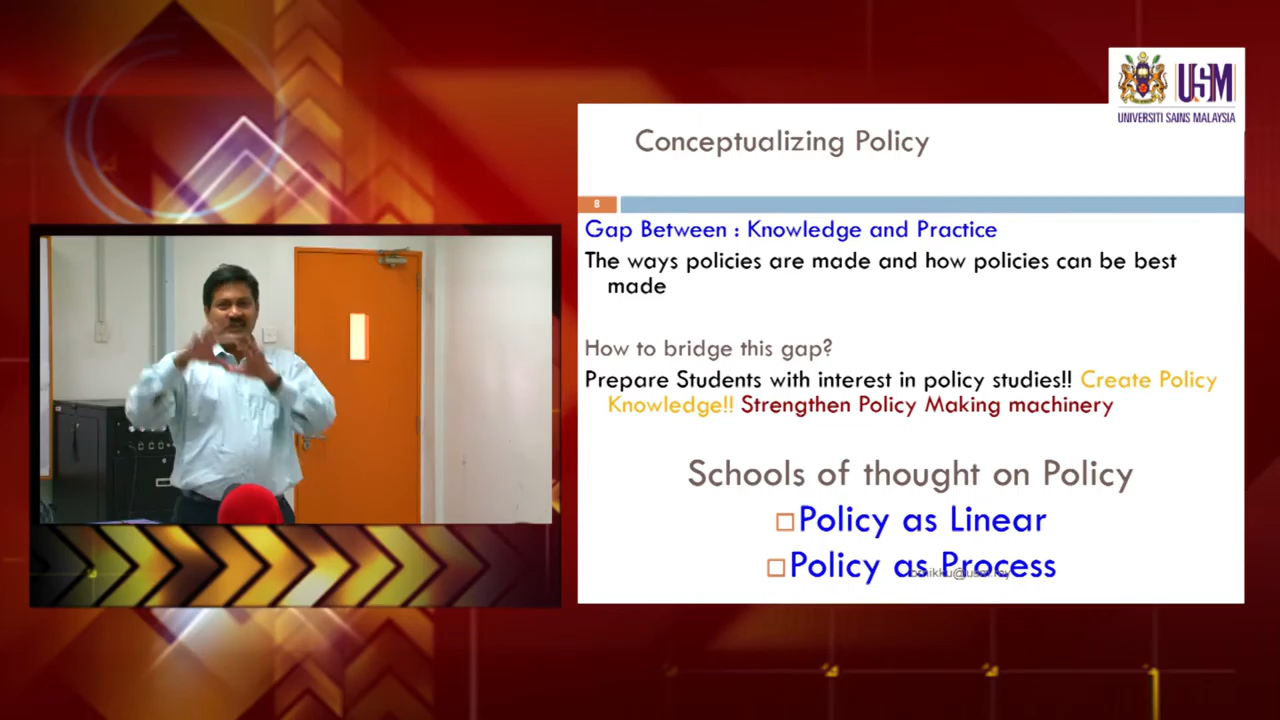 USM
UNIVERSITI SAINS MALAYSIA
Conceptualizing Policy
8
Gap Between : Knowledge and Practice
The ways policies are made and how policies can be best
made
How to bridge this gap?
Prepare Students with interest in policy studies!! Create Policy
Knowledge!! Strengthen Policy Making machinery
Schools of thought on Policy
Policy as Linear
Policy as Process